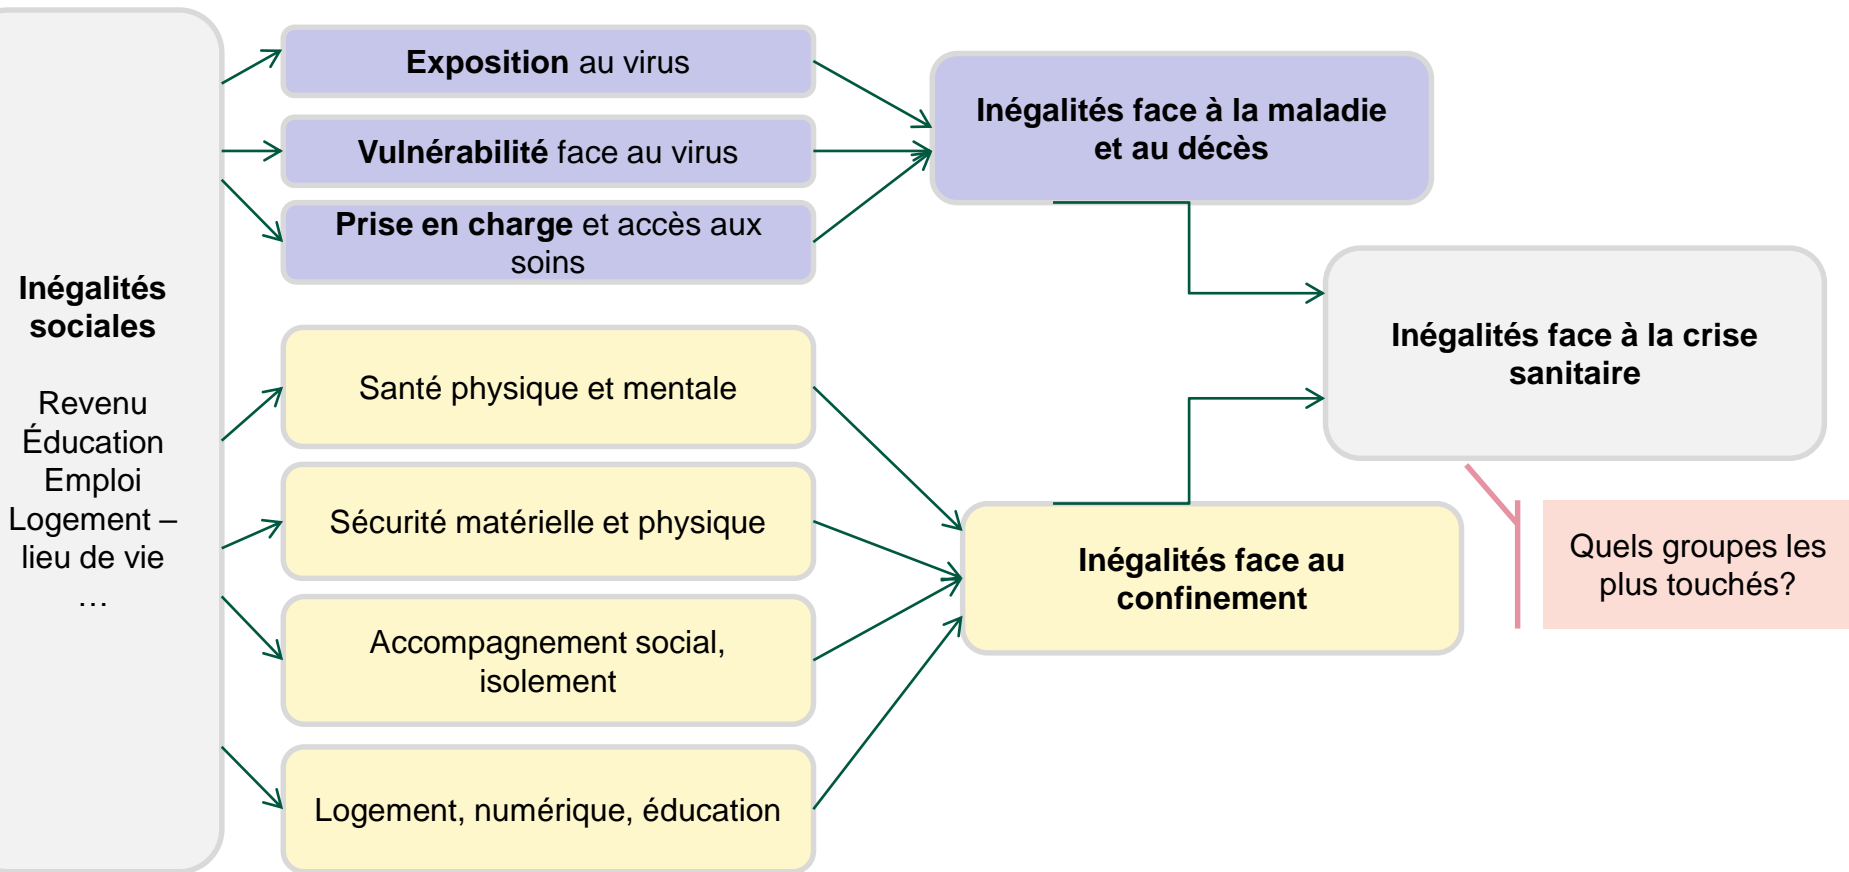 Inégalités
sociales
Revenu
Éducation
Emploi
Logement –
lieu de vie
…
Exposition au virus
Vulnérabilité face au virus
Prise en charge et accès aux
soins
Santé physique et mentale
Sécurité matérielle et physique
Accompagnement social,
isolement
Logement, numérique, éducation
Inégalités face à la maladie
et au décès
Inégalités face au
confinement
Inégalités face à la crise
sanitaire
Quels groupes les
plus touchés?